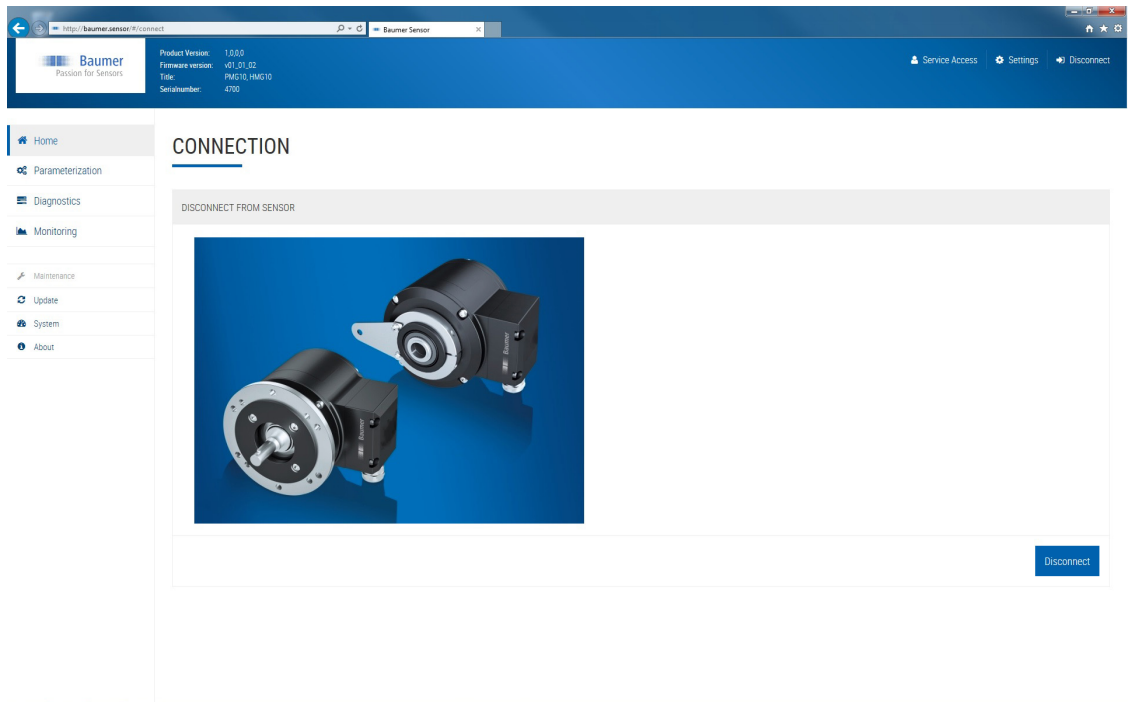 http://baumer.sensor/#/connect
Baumer Sensor
Baumer
Passion for Sensors
Product Version: 1,0,0,0
Firmware version: v01_01_02
Title: PMG10, HMG10
Serialnumber: 4700
Service Access
Settings
Disconnect
Home
Parameterization
Diagnostics
Monitoring
Maintenance
Update
System
About
CONNECTION
DISCONNECT FROM SENSOR
Baumer
Baumer
Disconnect